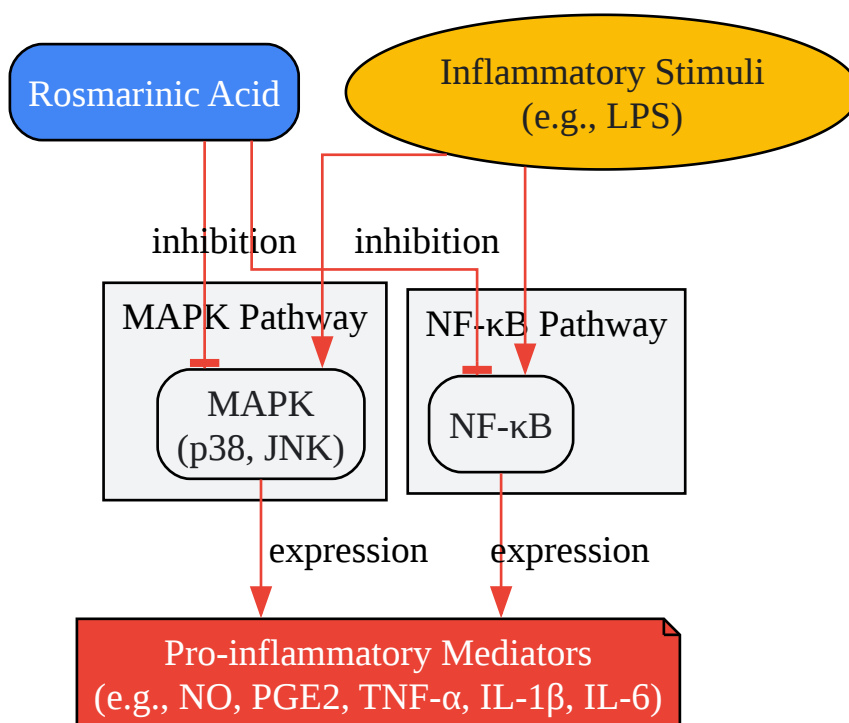 Rosmarinic Acid
Inflammatory Stimuli
(e.g., LPS)
inhibition
inhibition
MAPK Pathway
NF-κB Pathway
MAPK
(p38, JNK)
NF-κB
expression
expression
Pro-inflammatory Mediators
(e.g., NO, PGE2, TNF-α, IL-1β, IL-6)